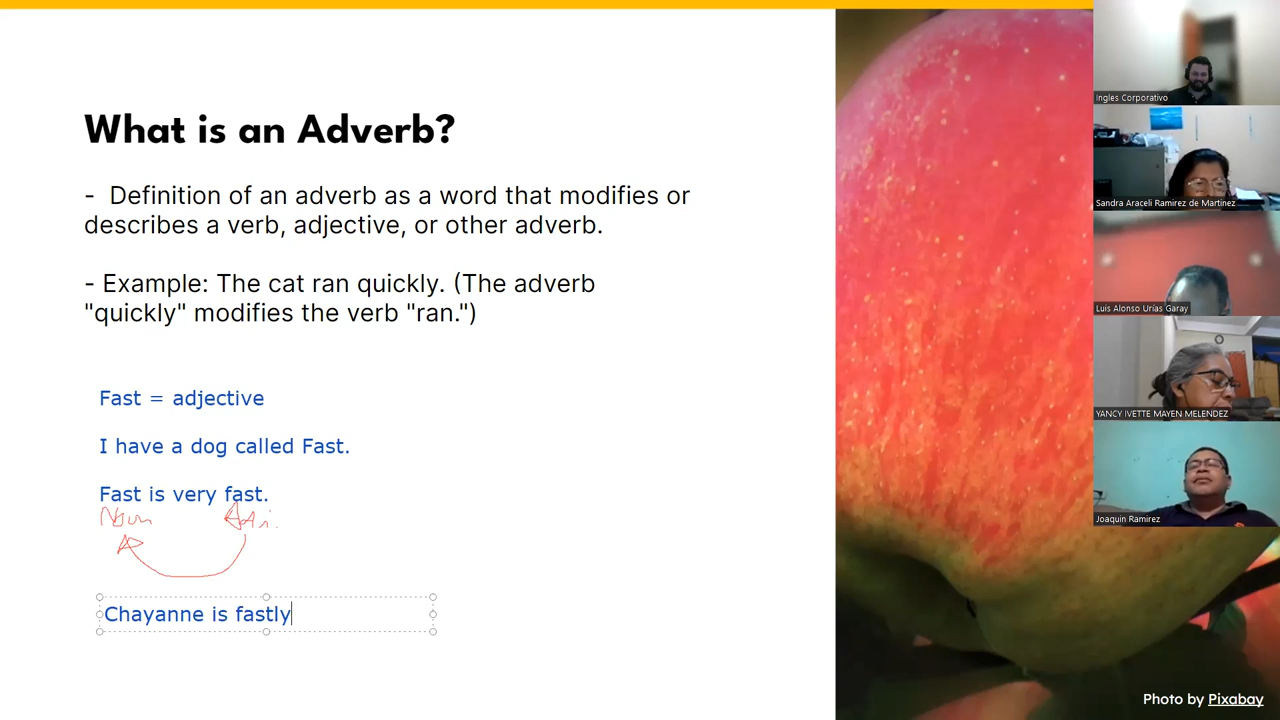 What is an Adverb?
- Definition of an adverb as a word that modifies or
describes a verb, adjective, or other adverb.
- Example: The cat ran quickly. (The adverb
"quickly" modifies the verb "ran.")
Fast = adjective
I have a dog called Fast.
Fast is very fast.
Noun Adj.
Chayanne is fastly
Ingles Corporativo
Sandra Araceli Ramirez de Martinez
Luis Alonso Urías Garay
YANCY IVETTE MAYEN MELENDEZ
Joaquin Ramirez
Photo by Pixabay